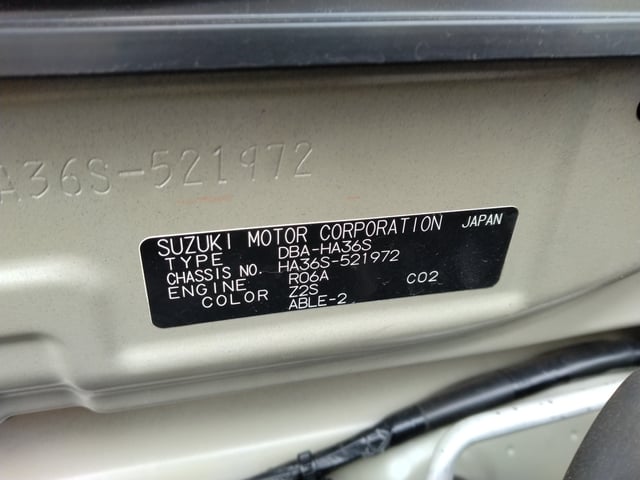 A36S-521972
SUZUKI MOTOR CORPORATION JAPAN
TYPE DBA-HA36S
CHASSIS NO. HA36S-521972
ENGINE R06A CO2
COLOR Z2S
ABLE-2